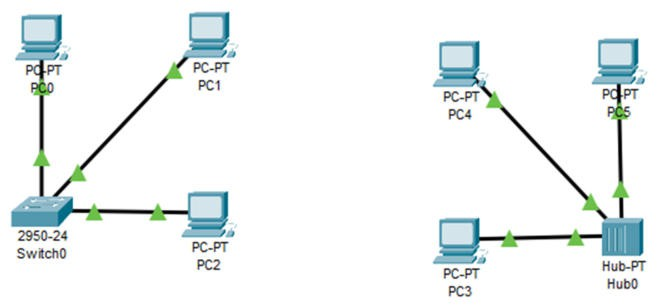 PC-PT
PC0
PC-PT
PC1
2950-24
Switch0
PC-PT
PC2
PC-PT
PC4
PC-PT
PC5
PC-PT
PC3
Hub-PT
Hub0